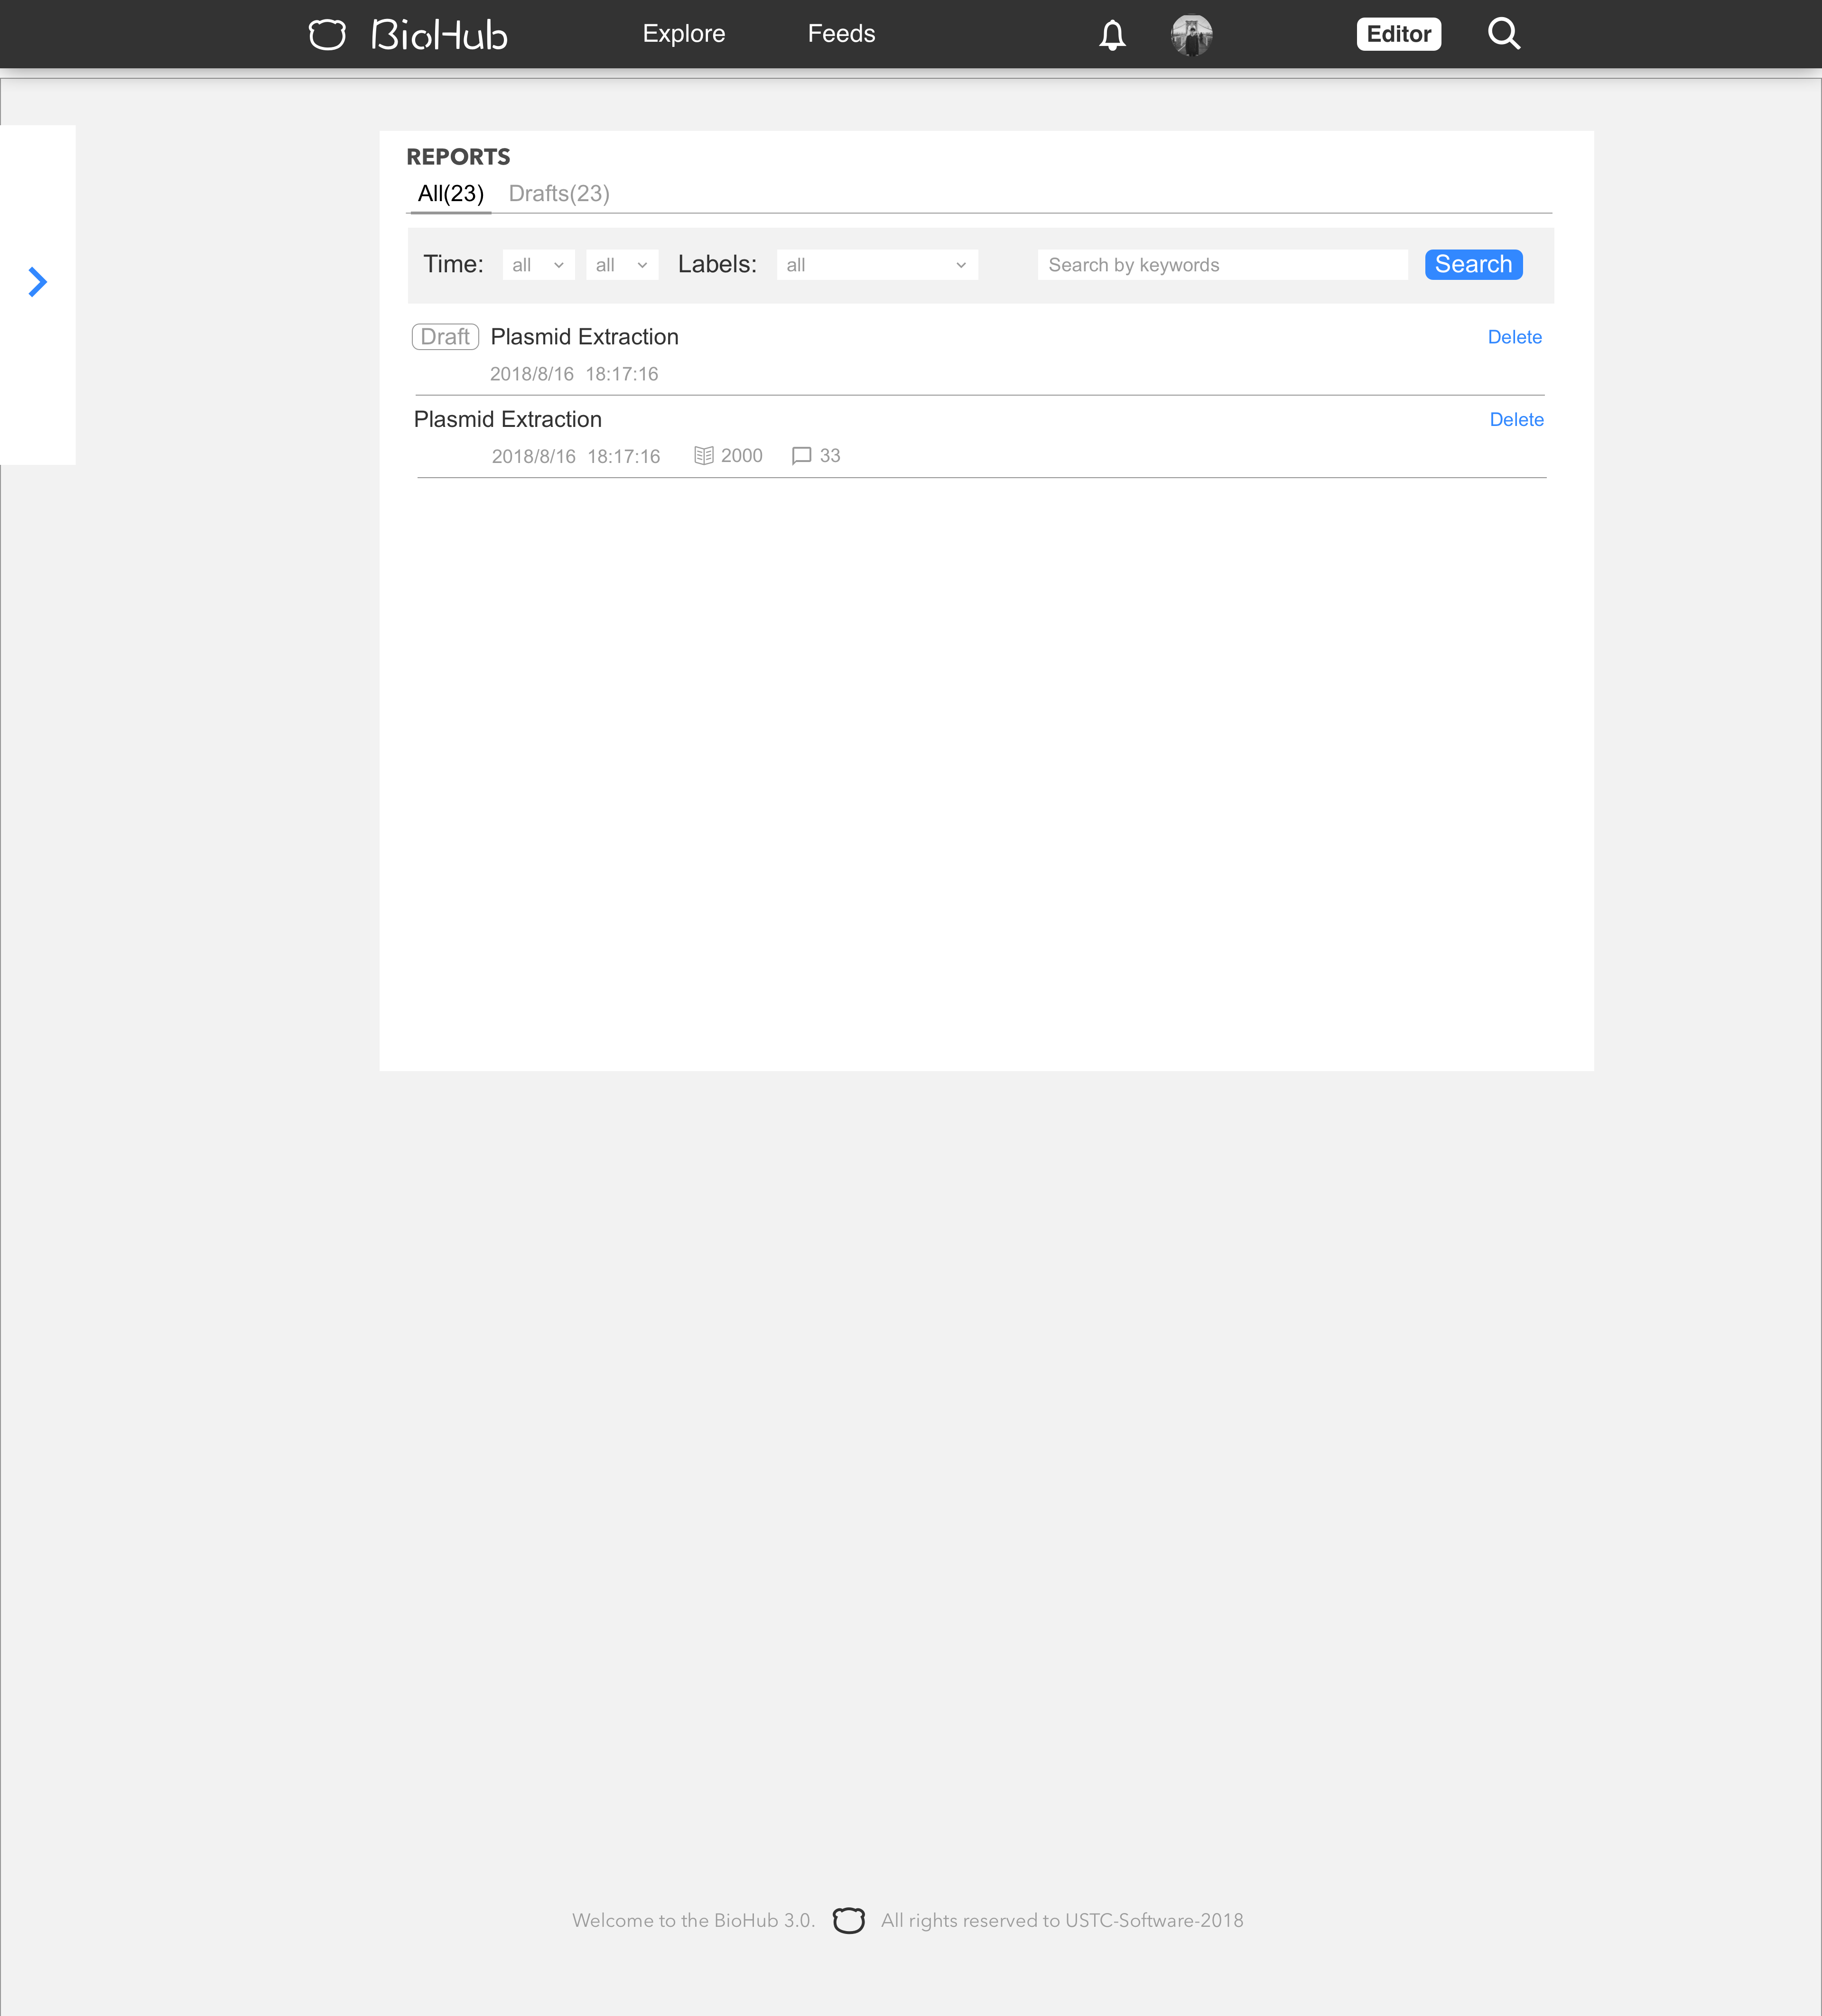 BioHub Explore Feeds Editor
REPORTS
All(23) Drafts(23)
Time: all all Labels: all Search by keywords Search
Draft Plasmid Extraction Delete
2018/8/16 18:17:16
Plasmid Extraction Delete
2018/8/16 18:17:16 2000 33
Welcome to the BioHub 3.0. All rights reserved to USTC-Software-2018